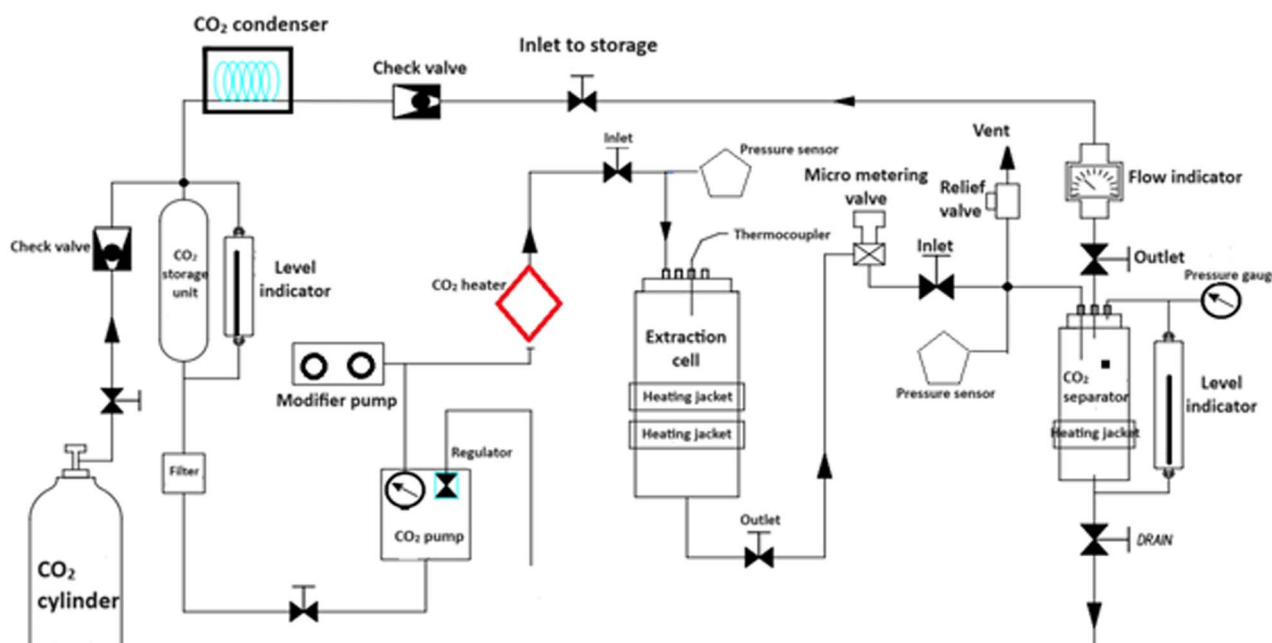 CO₂ condenser
Inlet to storage
Check valve
Vent
Inlet
Pressure sensor
Micro metering
valve
Relief
valve
Flow indicator
Check valve
CO₂
storage
unit
Level
indicator
Thermocoupler
Inlet
Outlet
Pressure gaug
CO₂ heater
Extraction
cell
Heating jacket
Heating jacket
Modifier pump
Pressure sensor
CO₂
separator
Heating jacket
Level
indicator
Regulator
Filter
CO₂ pump
Outlet
DRAIN
CO₂
cylinder